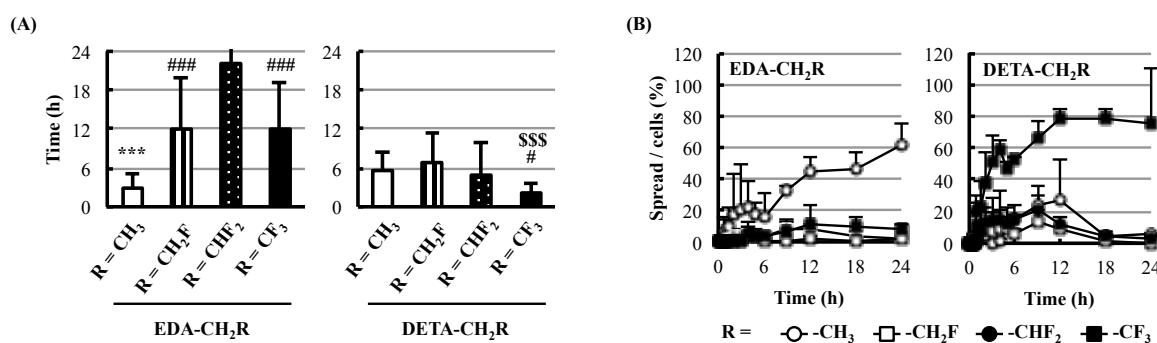 (A)
24
18
12
6
0
Time (h)
###
###
***
R = CH₃
R = CH₂F
R = CHF₂
R = CF₃
EDA-CH₂R
24
18
12
6
0
$$$
#
R = CH₃
R = CH₂F
R = CHF₂
R = CF₃
DETA-CH₂R
(B)
120
100
80
60
40
20
0
Spread / cells (%)
EDA-CH₂R
0 6 12 18 24
Time (h)
120
100
80
60
40
20
0
DETA-CH₂R
0 6 12 18 24
Time (h)
R = -CH₃ -CH₂F -CHF₂ -CF₃